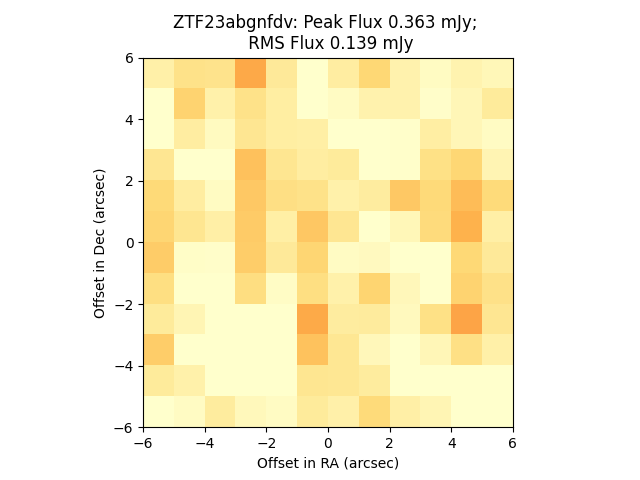 ZTF23abgnfdv: Peak Flux 0.363 mJy;
RMS Flux 0.139 mJy
6
4
2
0
−2
−4
−6
Offset in Dec (arcsec)
−6 −4 −2 0 2 4 6
Offset in RA (arcsec)